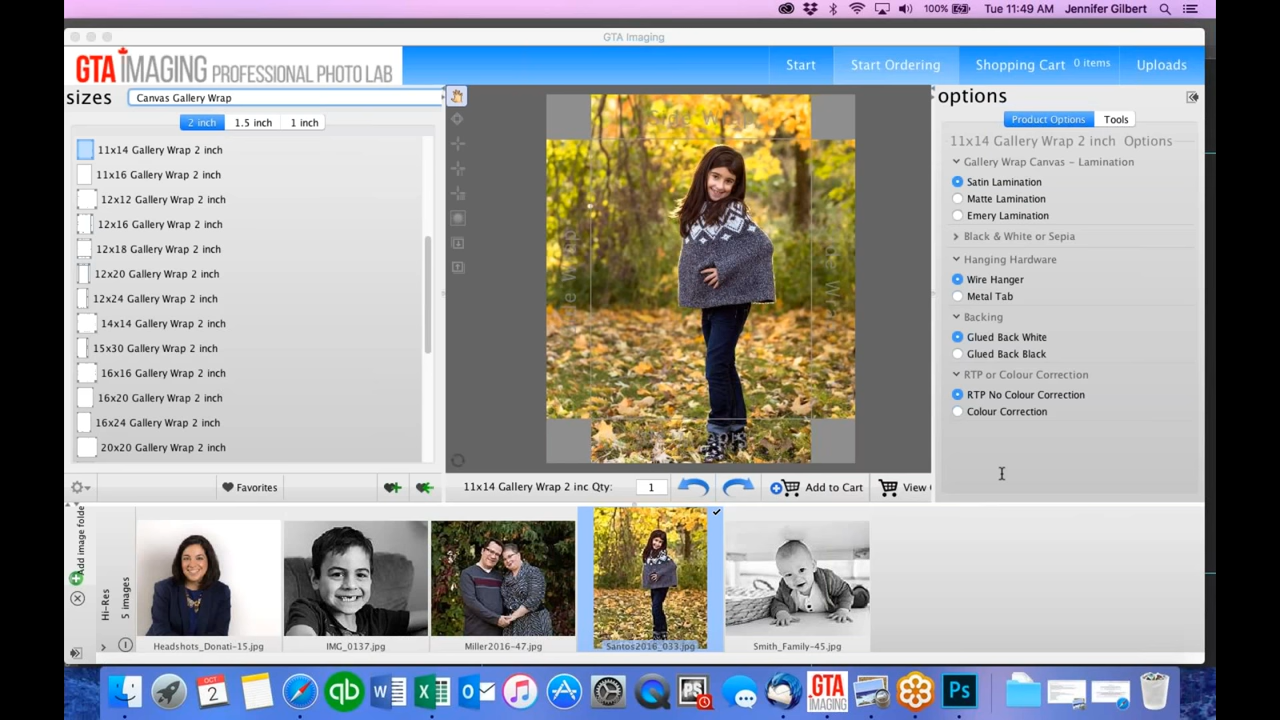 100%
Tue 11:49 AM
Jennifer Gilbert
GTA Imaging
GTA IMAGING PROFESSIONAL PHOTO LAB
Start
Start Ordering
Shopping Cart 0 items
Uploads
sizes
Canvas Gallery Wrap
2 inch
1.5 inch
1 inch
11x14 Gallery Wrap 2 inch
11x16 Gallery Wrap 2 inch
12x12 Gallery Wrap 2 inch
12x16 Gallery Wrap 2 inch
12x18 Gallery Wrap 2 inch
12x20 Gallery Wrap 2 inch
12x24 Gallery Wrap 2 inch
14x14 Gallery Wrap 2 inch
15x30 Gallery Wrap 2 inch
16x16 Gallery Wrap 2 inch
16x20 Gallery Wrap 2 inch
16x24 Gallery Wrap 2 inch
20x20 Gallery Wrap 2 inch
options
Product Options
Tools
11x14 Gallery Wrap 2 inch Options
Gallery Wrap Canvas - Lamination
Satin Lamination
Matte Lamination
Emery Lamination
Black & White or Sepia
Hanging Hardware
Wire Hanger
Metal Tab
Backing
Glued Back White
Glued Back Black
RTP or Colour Correction
RTP No Colour Correction
Colour Correction
Favorites
11x14 Gallery Wrap 2 inc Qty:
1
Add to Cart
View
Add image folde
Hi-Res
5 images
Headshots_Donati-15.jpg
IMG_0137.jpg
Miller2016-47.jpg
Santos2016_033.jpg
Smith_Family-45.jpg
OCT
2
qb
W
X
O
PS
GTA
IMAGING
Ps